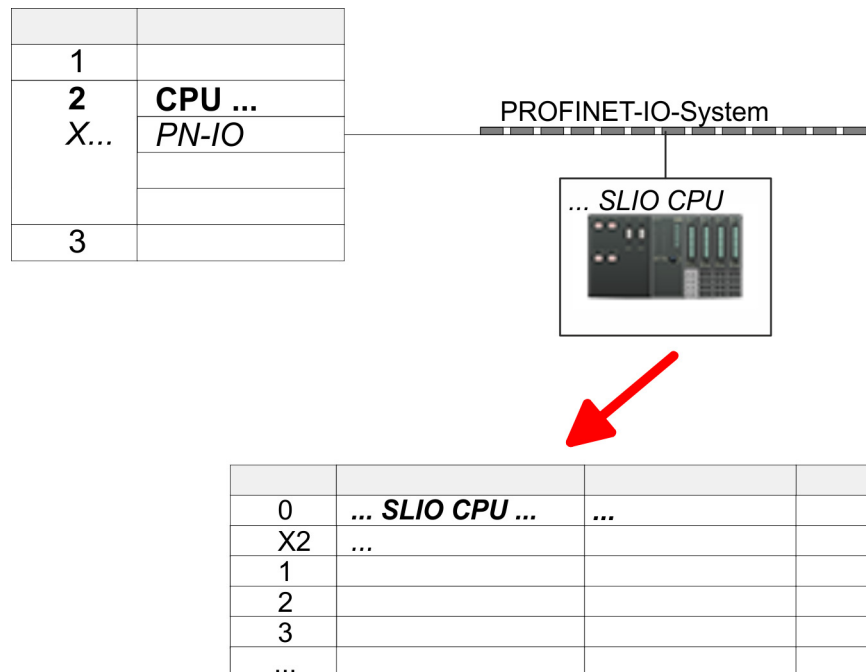 1
2 CPU ...
X... PN-IO
3
PROFINET-IO-System
... SLIO CPU
0 ... SLIO CPU ... ...
X2 ...
1
2
3
...